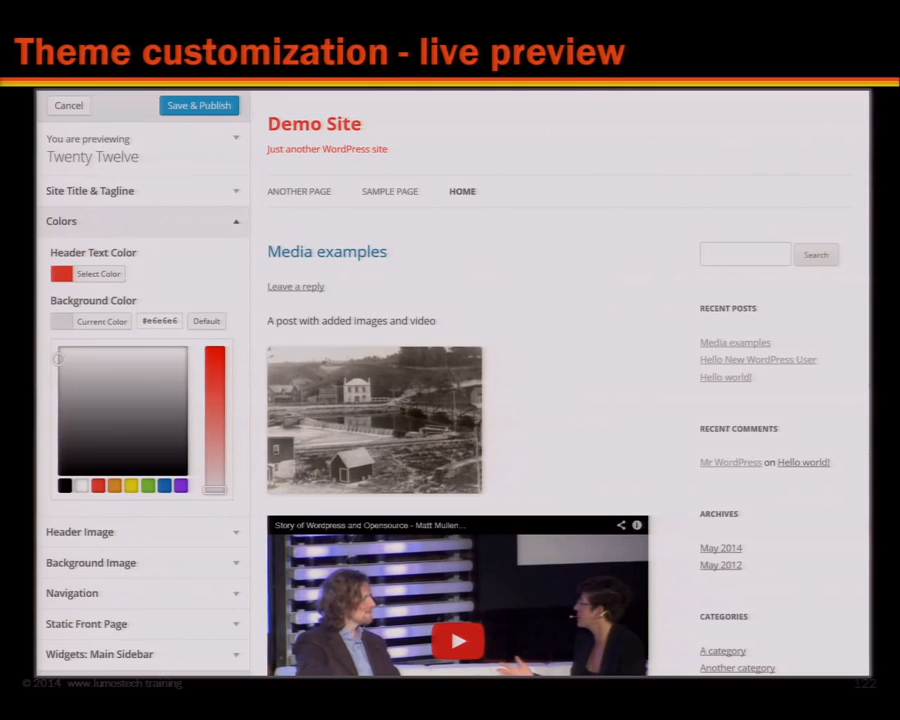 Theme customization - live preview
Cancel
Save & Publish
You are previewing
Twenty Twelve
Site Title & Tagline
Colors
Header Text Color
Select Color
Background Color
Current Color
#e6e6e6
Default
Header Image
Background Image
Navigation
Static Front Page
Widgets: Main Sidebar
Demo Site
Just another WordPress site
ANOTHER PAGE SAMPLE PAGE HOME
Media examples
Leave a reply
A post with added images and video
Story of Wordpress and Opensource - Matt Mullen...
Search
RECENT POSTS
Media examples
Hello New WordPress User
Hello world!
RECENT COMMENTS
Mr WordPress on Hello world!
ARCHIVES
May 2014
May 2012
CATEGORIES
A category
Another category
© 2014 www.lumostech.training
122